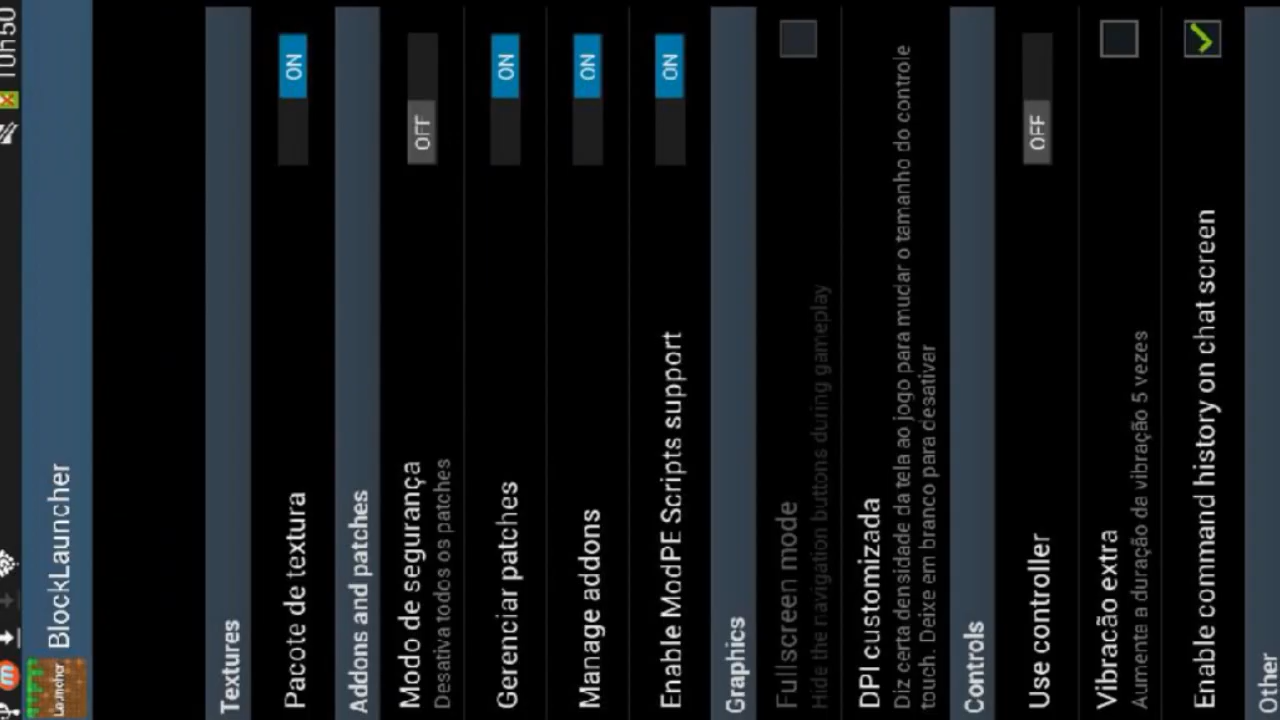 10h50
Launcher
BlockLauncher
Textures
Pacote de textura
ON
Addons and patches
Modo de segurança
Desativa todos os patches
OFF
Gerenciar patches
ON
Manage addons
ON
Enable ModPE Scripts support
ON
Graphics
Fullscreen mode
Hide the navigation buttons during gameplay
DPI customizada
Diz certa densidade da tela ao jogo para mudar o tamanho do controle
touch. Deixe em branco para desativar
Controls
Use controller
OFF
Vibracão extra
Aumente a duração da vibração 5 vezes
Enable command history on chat screen
Other